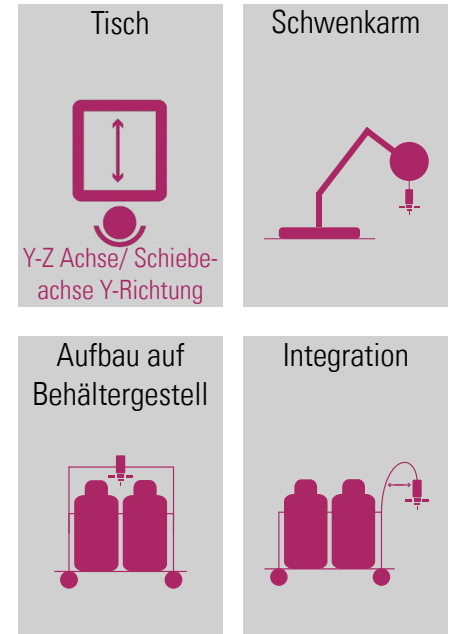 Tisch
Y-Z Achse/ Schiebe-
achse Y-Richtung
Schwenkarm
Aufbau auf
Behältergestell
Integration